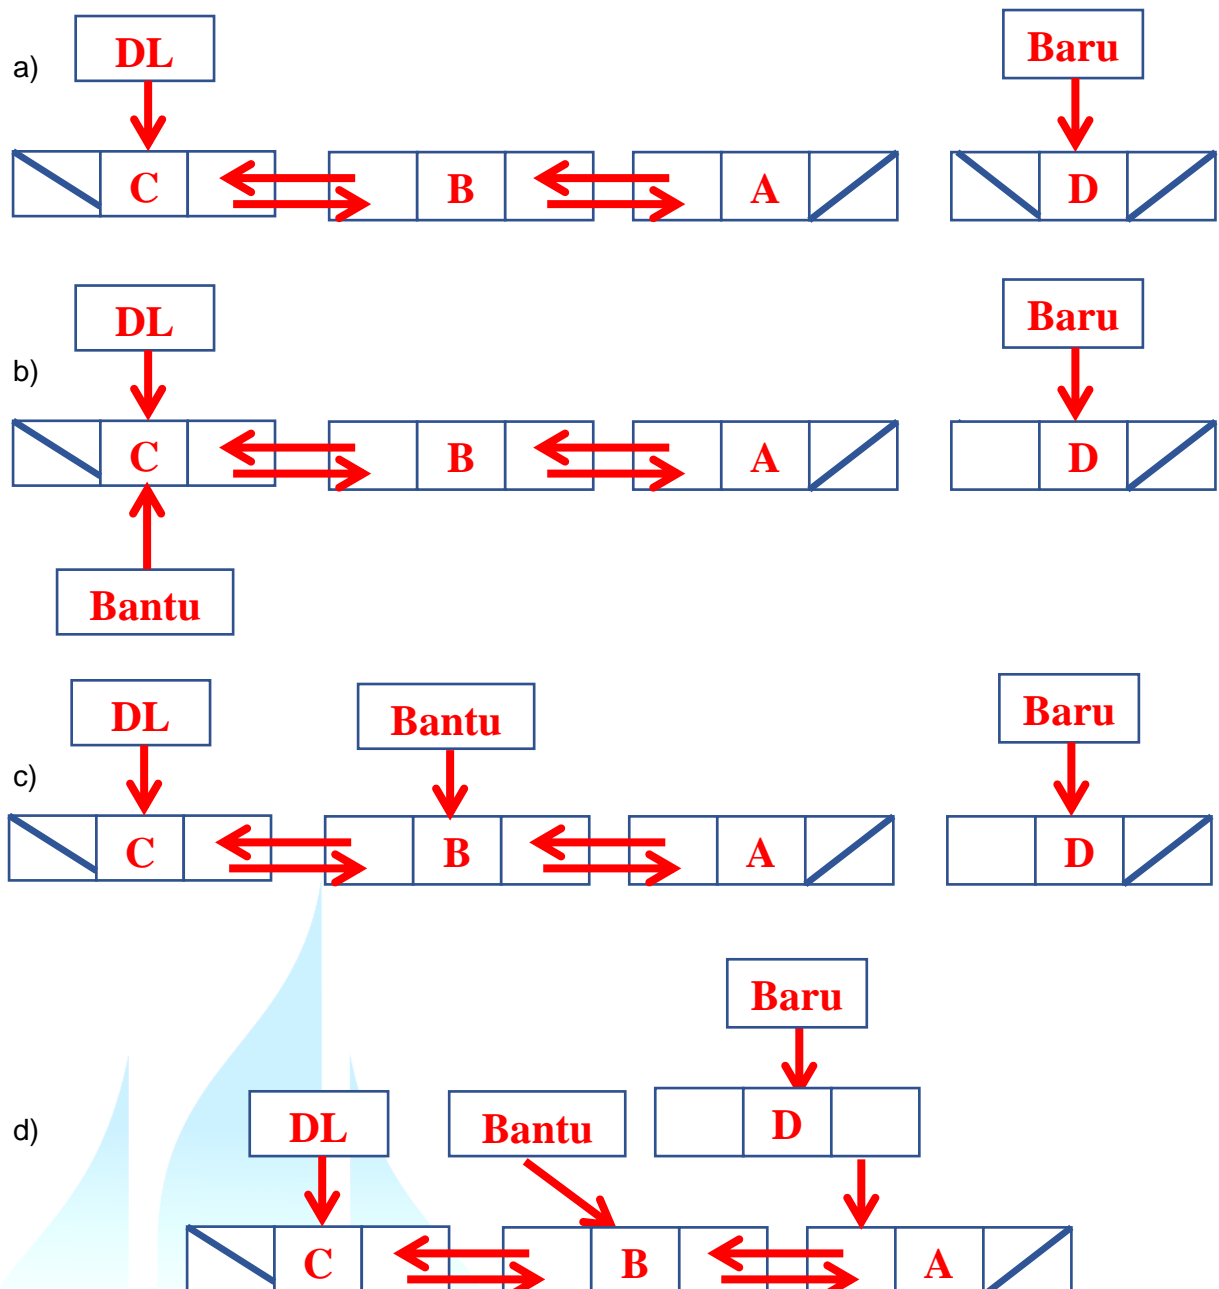 a)
DL Baru
C B A D
b)
DL Baru
C B A D
Bantu
c)
DL Bantu Baru
C B A D
Baru
d)
DL Bantu D
C B A